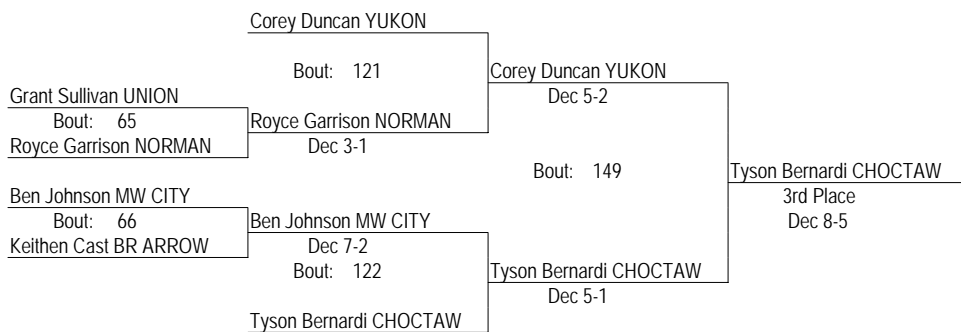 Corey Duncan YUKON
Bout: 121
Corey Duncan YUKON
Dec 5-2
Grant Sullivan UNION
Bout: 65
Royce Garrison NORMAN
Royce Garrison NORMAN
Dec 3-1
Bout: 149
Tyson Bernardi CHOCTAW
3rd Place
Dec 8-5
Ben Johnson MW CITY
Bout: 66
Keithen Cast BR ARROW
Ben Johnson MW CITY
Dec 7-2
Bout: 122
Tyson Bernardi CHOCTAW
Dec 5-1
Tyson Bernardi CHOCTAW